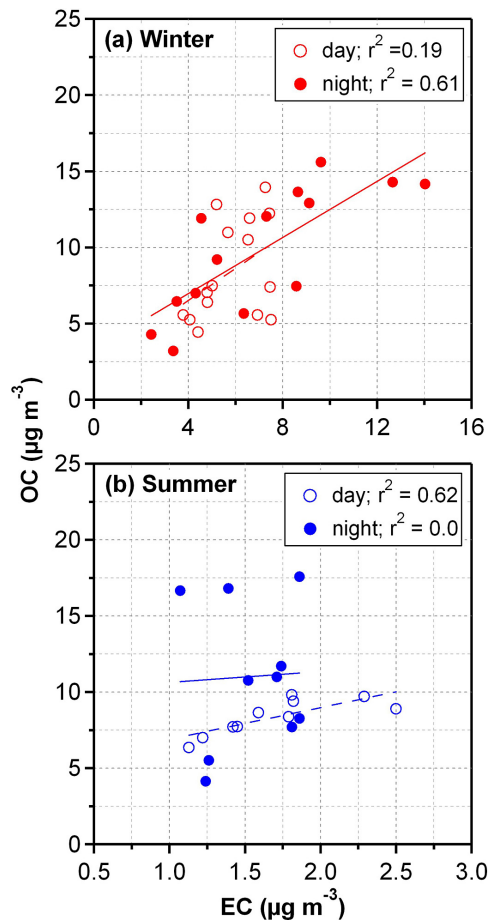 (a) Winter
day; r² =0.19
night; r² = 0.61
25
20
15
10
5
0
0
4
8
12
16
OC (µg m⁻³)
(b) Summer
day; r² = 0.62
night; r² = 0.0
25
20
15
10
5
0
0.5
1.0
1.5
2.0
2.5
3.0
EC (µg m⁻³)